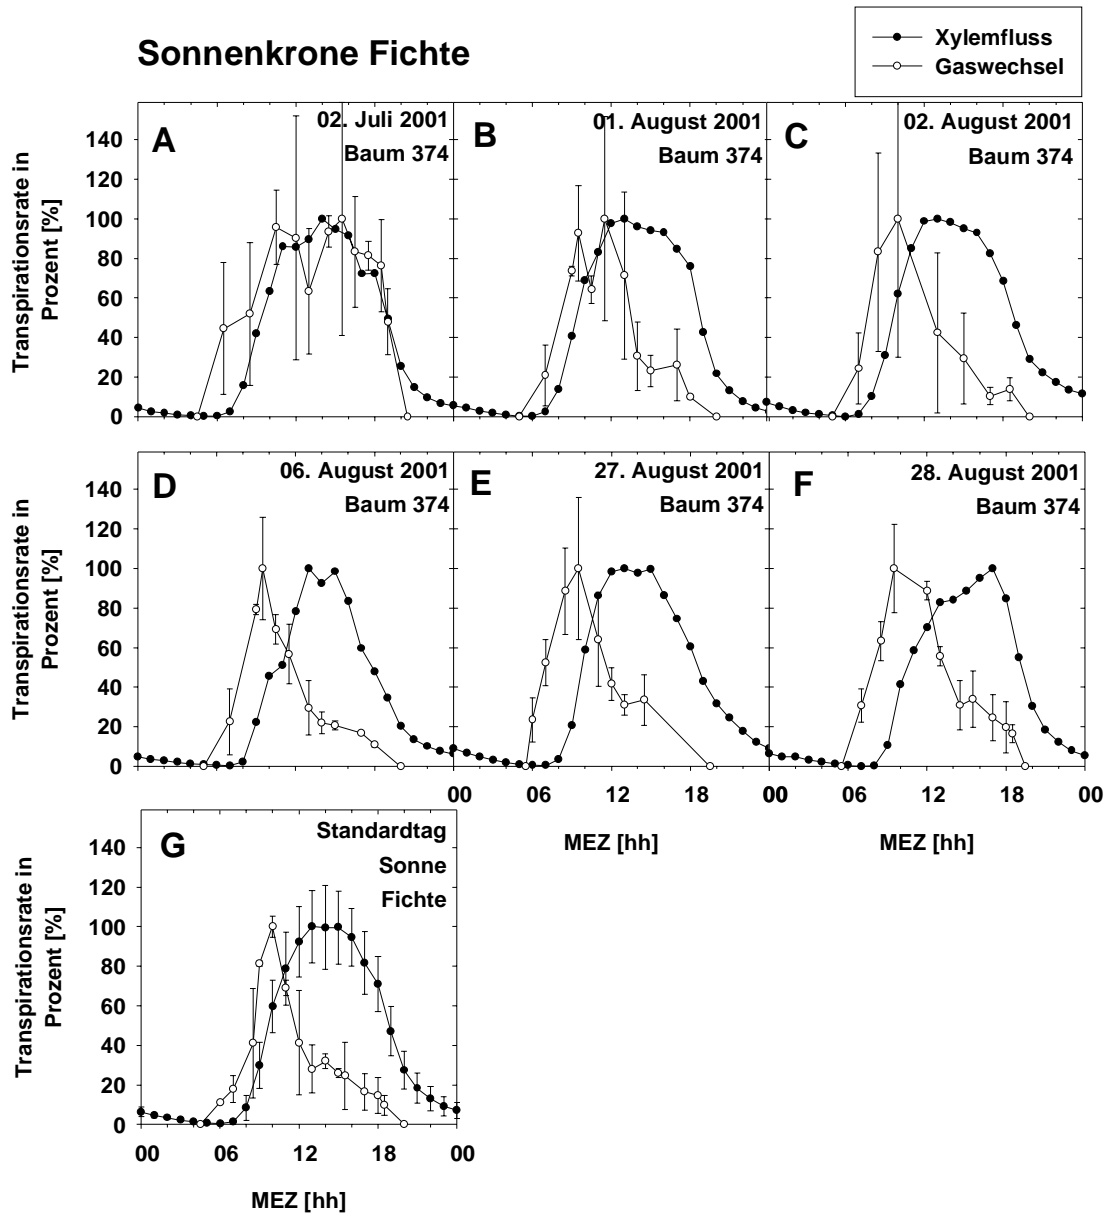 Sonnenkrone Fichte
Xylemfluss
Gaswechsel
Transpirationsrate in
Prozent [%]
140
120
100
80
60
40
20
0
A
02. Juli 2001
Baum 374
B
01. August 2001
Baum 374
C
02. August 2001
Baum 374
Transpirationsrate in
Prozent [%]
140
120
100
80
60
40
20
0
D
06. August 2001
Baum 374
E
27. August 2001
Baum 374
F
28. August 2001
Baum 374
00 06 12 18 00
MEZ [hh]
00 06 12 18 00
MEZ [hh]
Transpirationsrate in
Prozent [%]
140
120
100
80
60
40
20
0
G
Standardtag
Sonne
Fichte
00 06 12 18 00
MEZ [hh]